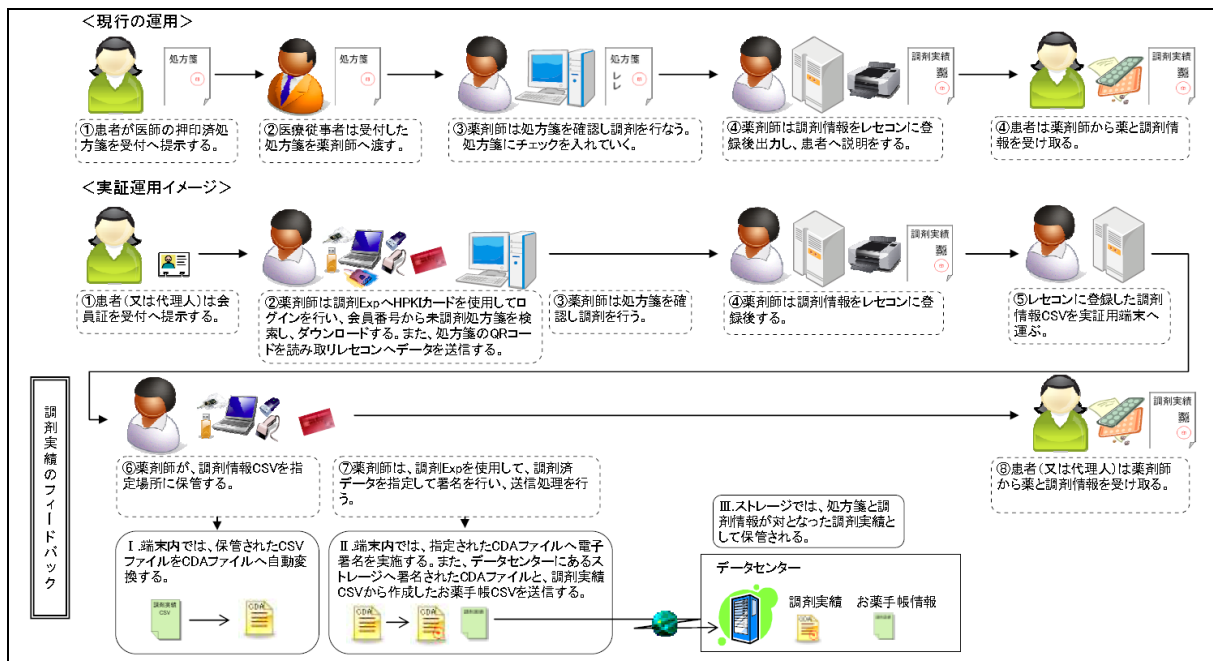 ＜現行の運用＞
処方箋
㊞
処方箋
㊞
処方箋
レ
レ
調剤実績
㊞
調剤実績
㊞
①患者が医師の押印済処
方箋を受付へ提示する。
②医療従事者は受付した
処方箋を薬剤師へ渡す。
③薬剤師は処方箋を確認し調剤を行なう。
処方箋にチェックを入れていく。
④薬剤師は調剤情報をレセコンに登
録後出力し、患者へ説明をする。
④患者は薬剤師から薬と調剤情
報を受け取る。
＜実証運用イメージ＞
調剤実績
㊞
①患者（又は代理人）は会
員証を受付へ提示する。
②薬剤師は調剤ExpへHPKIカードを使用してロ
グインを行い、会員番号から未調剤処方箋を検
索し、ダウンロードする。また、処方箋のQRコー
ドを読み取りレセコンへデータを送信する。
③薬剤師は処方箋を確
認し調剤を行う。
④薬剤師は調剤情報をレセコンに登
録後する。
⑤レセコンに登録した調剤
情報CSVを実証用端末へ
運ぶ。
調剤実績のフィードバック
調剤実績
㊞
⑥薬剤師が、調剤情報CSVを指
定場所に保管する。
⑦薬剤師は、調剤Expを使用して、調剤済
データを指定して署名を行い、送信処理を行
う。
⑧患者（又は代理人）は薬剤師
から薬と調剤情報を受け取る。
Ⅰ.端末内では、保管されたCSV
ファイルをCDAファイルへ自動変
換する。
調剤実績
CSV
CDA
Ⅱ.端末内では、指定されたCDAファイルへ電子
署名を実施する。また、データセンターにあるス
トレージへ署名されたCDAファイルと、調剤実績
CSVから作成したお薬手帳CSVを送信する。
CDA
CDA
Ⅲ.ストレージでは、処方箋と調
剤情報が対となった調剤実績と
して保管される。
データセンター
調剤実績
お薬手帳情報
CDA